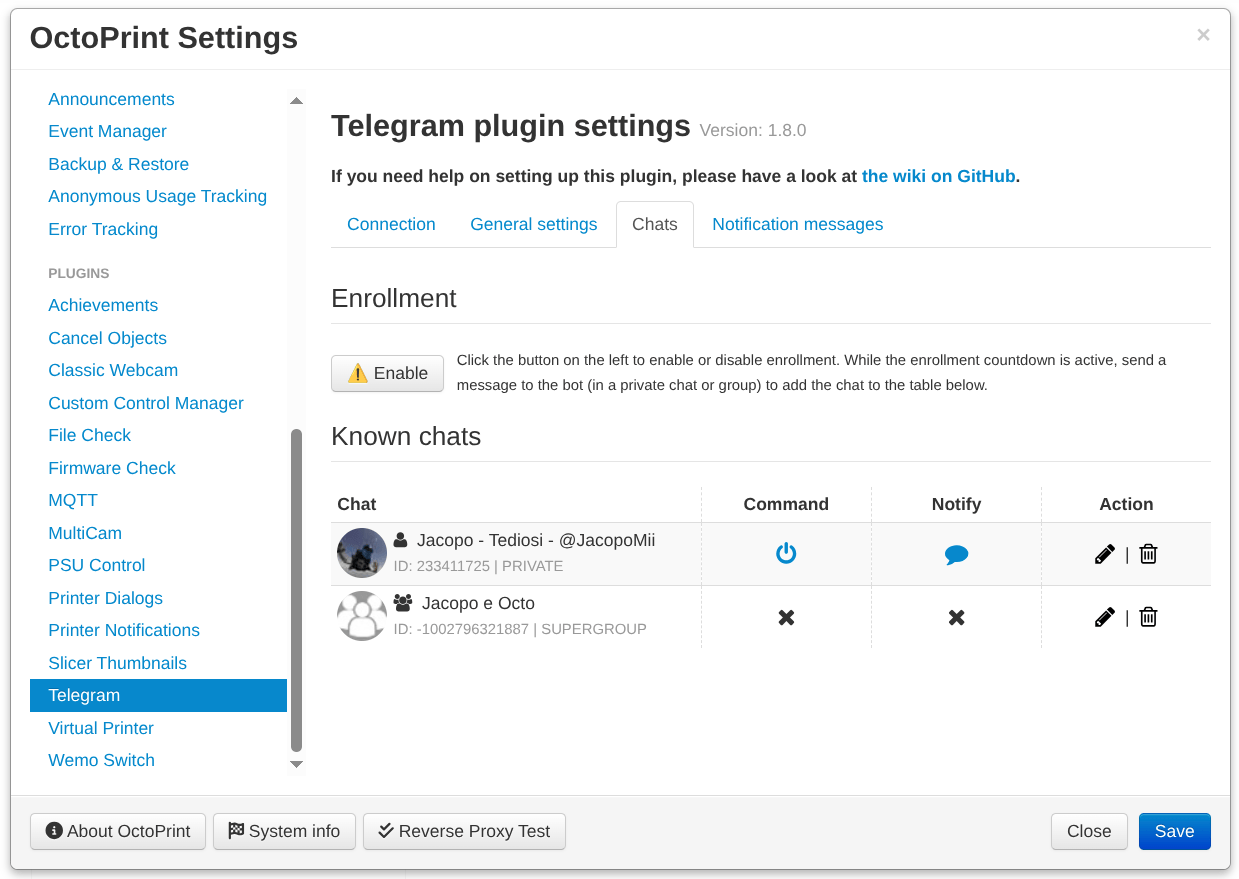 OctoPrint Settings
×
Announcements
Event Manager
Backup & Restore
Anonymous Usage Tracking
Error Tracking
PLUGINS
Achievements
Cancel Objects
Classic Webcam
Custom Control Manager
File Check
Firmware Check
MQTT
MultiCam
PSU Control
Printer Dialogs
Printer Notifications
Slicer Thumbnails
Telegram
Virtual Printer
Wemo Switch
Telegram plugin settings Version: 1.8.0
If you need help on setting up this plugin, please have a look at the wiki on GitHub.
Connection General settings Chats Notification messages
Enrollment
Enable
Click the button on the left to enable or disable enrollment. While the enrollment countdown is active, send a
message to the bot (in a private chat or group) to add the chat to the table below.
Known chats
Chat Command Notify Action
Jacopo - Tediosi - @JacopoMii
ID: 233411725 | PRIVATE
|
Jacopo e Octo
ID: -1002796321887 | SUPERGROUP
|
About OctoPrint System info Reverse Proxy Test Close Save